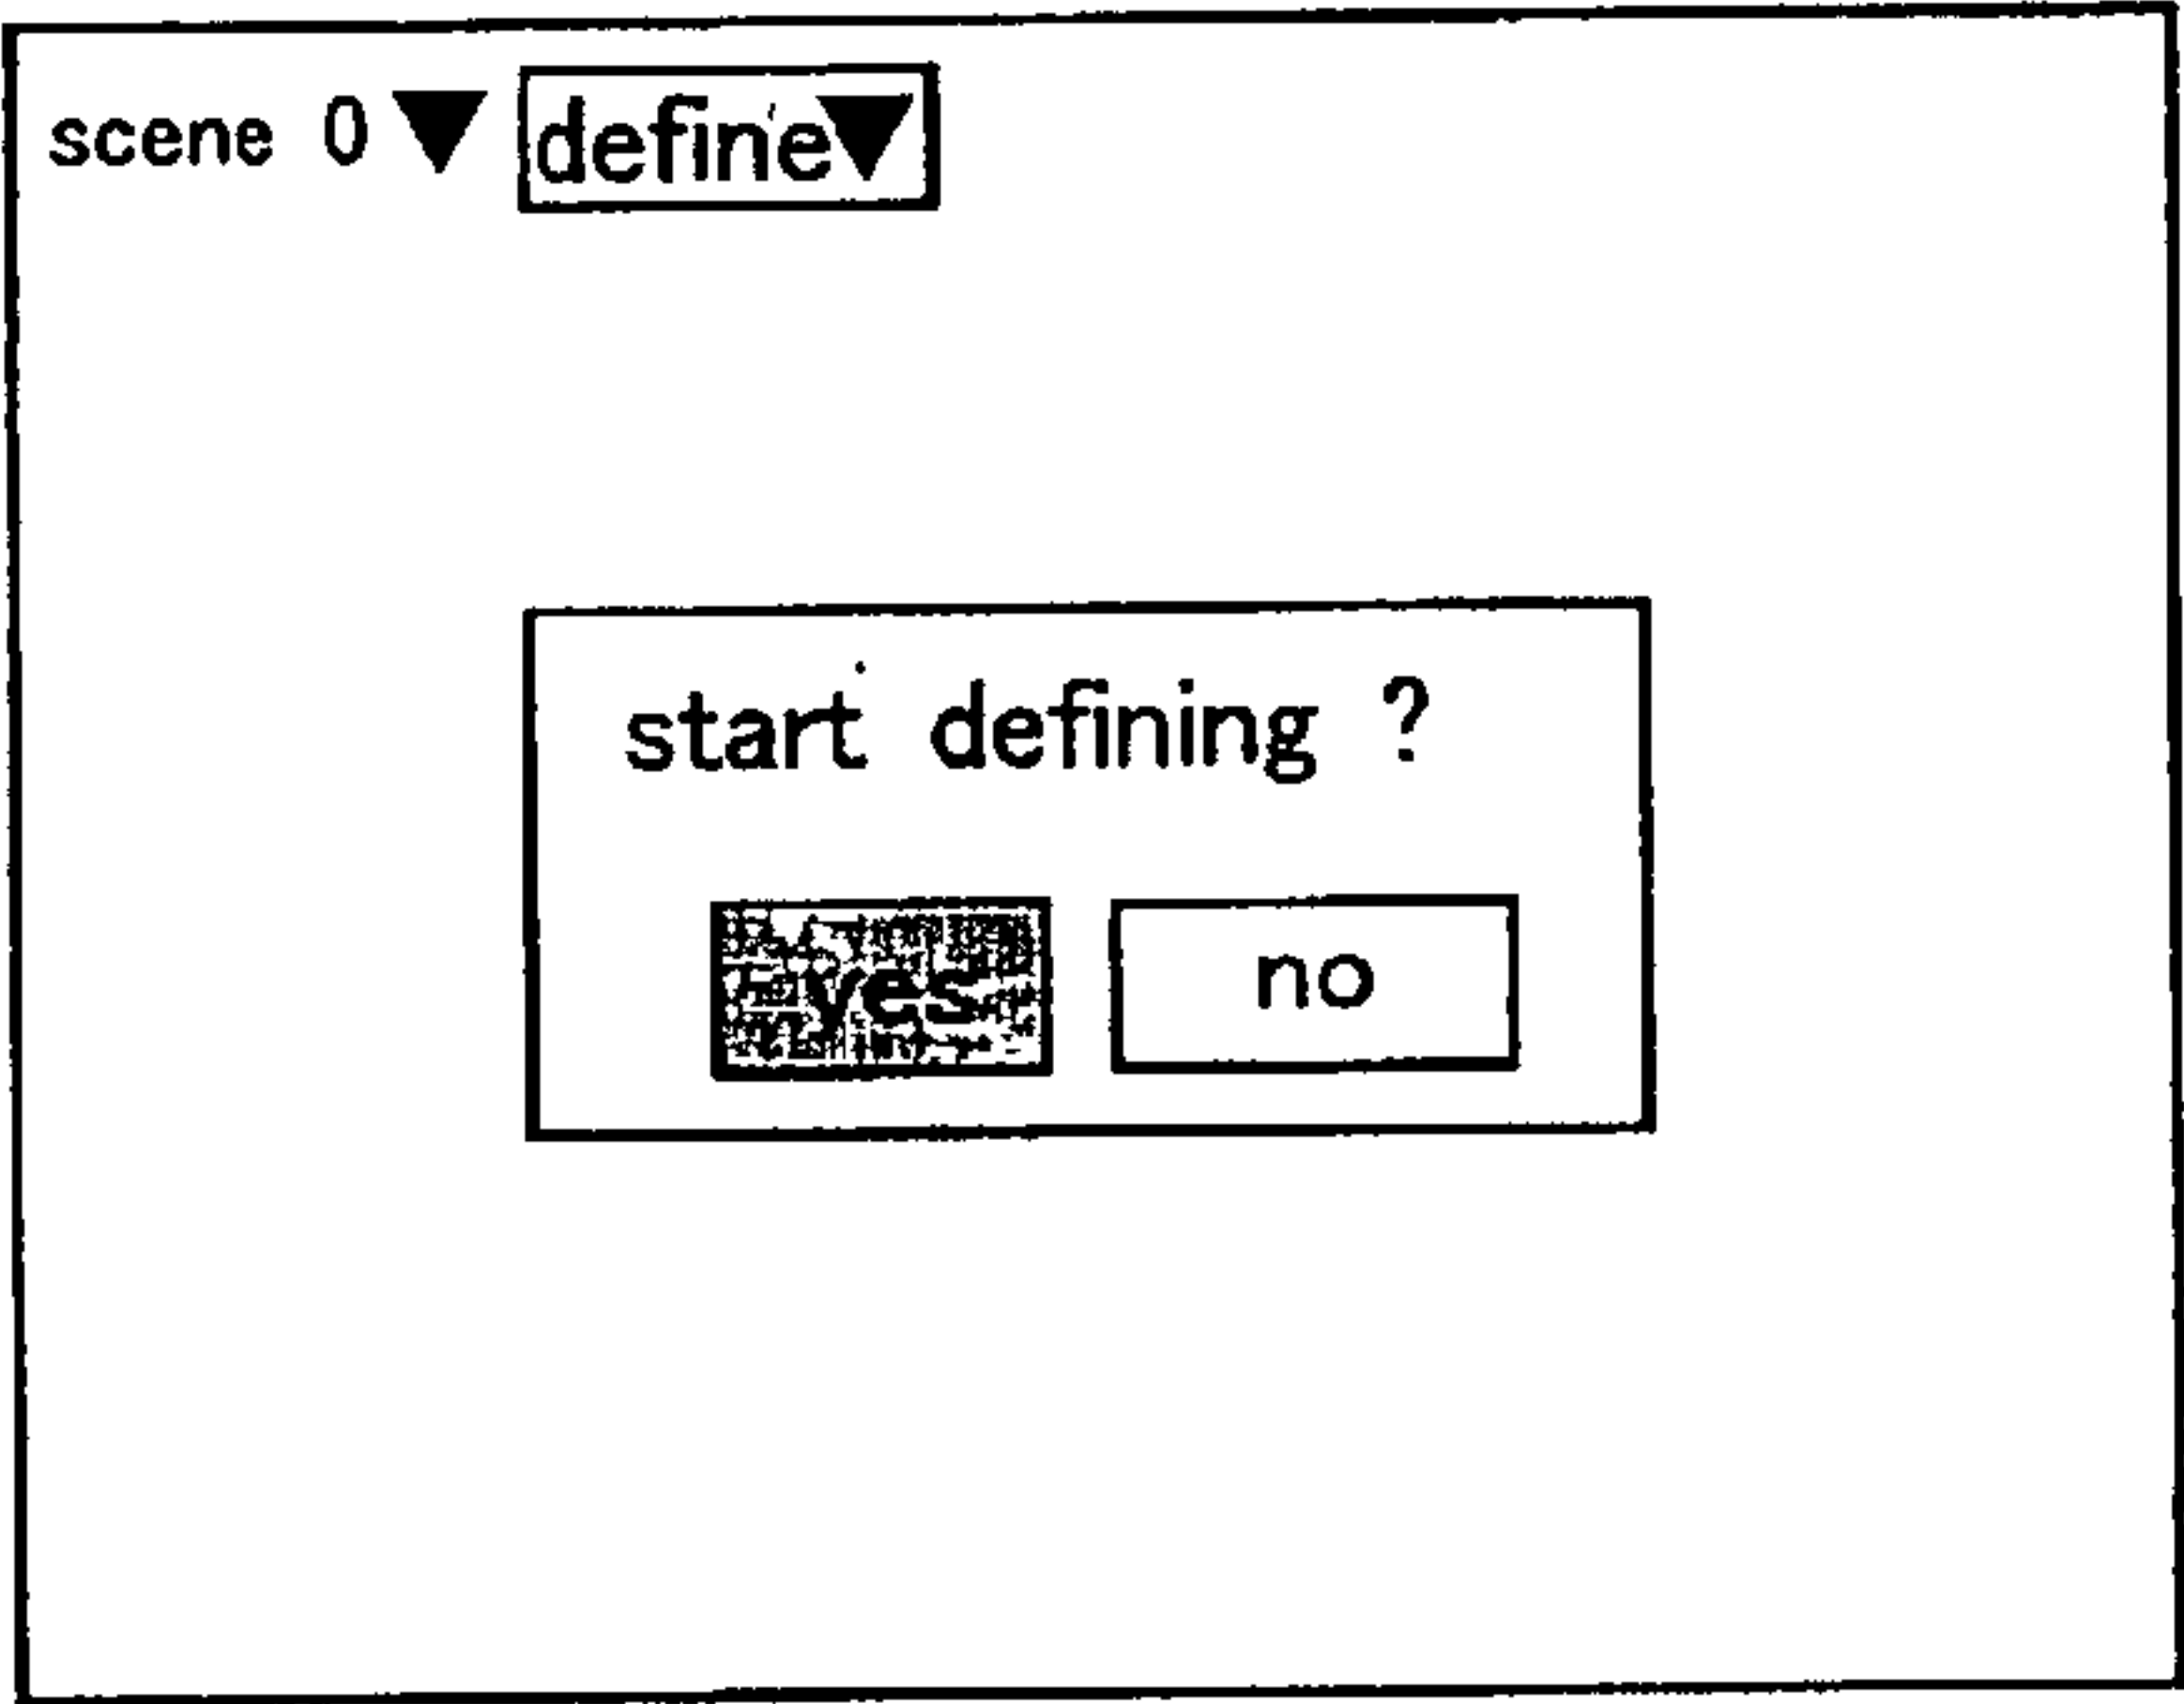 scene 0 ▼ define▼
start defining ?
yes no